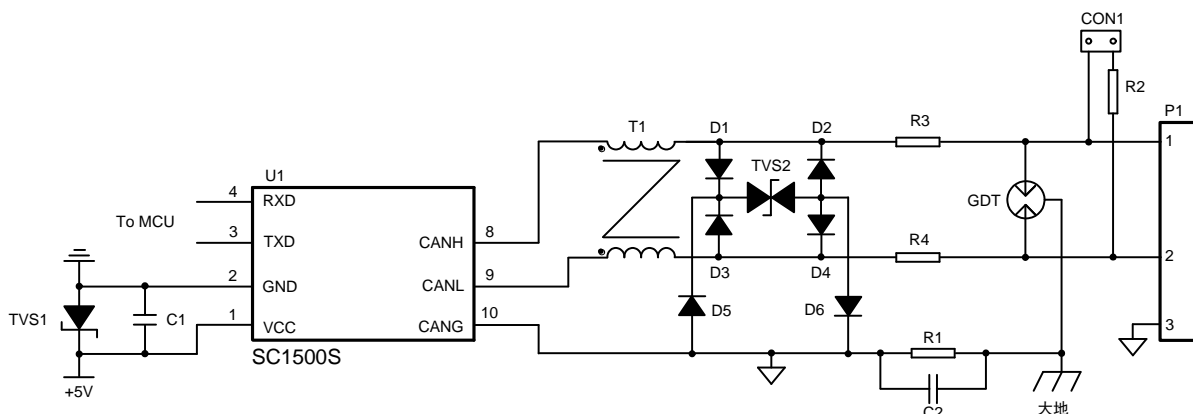 CON1
R2
P1
T1
D1
D2
R3
1
TVS2
U1
4
RXD
GDT
To MCU
3
TXD
CANH
8
R4
2
D3
D4
2
GND
CANL
9
D5
D6
TVS1
C1
1
VCC
CANG
10
3
SC1500S
R1
+5V
C2
大地